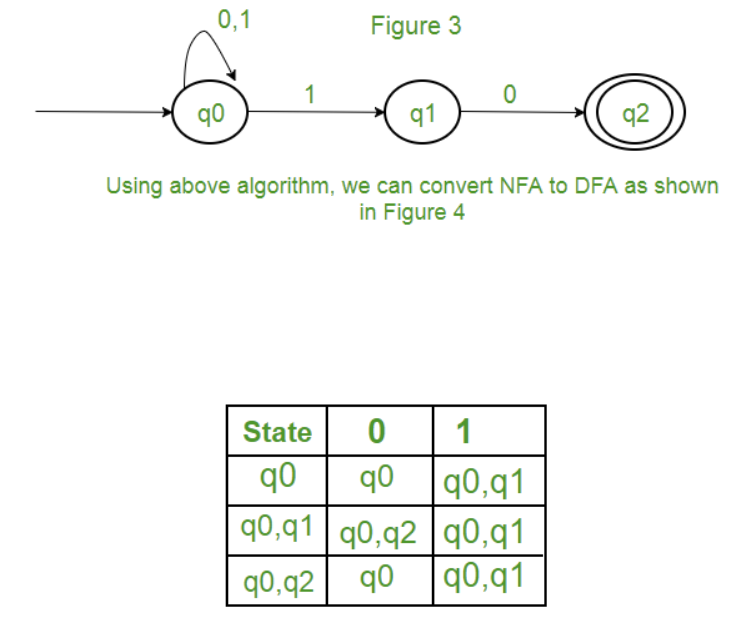 0,1
Figure 3
1
0
q0
q1
q2
Using above algorithm, we can convert NFA to DFA as shown
in Figure 4
State 0 1
q0 q0 q0,q1
q0,q1 q0,q2 q0,q1
q0,q2 q0 q0,q1